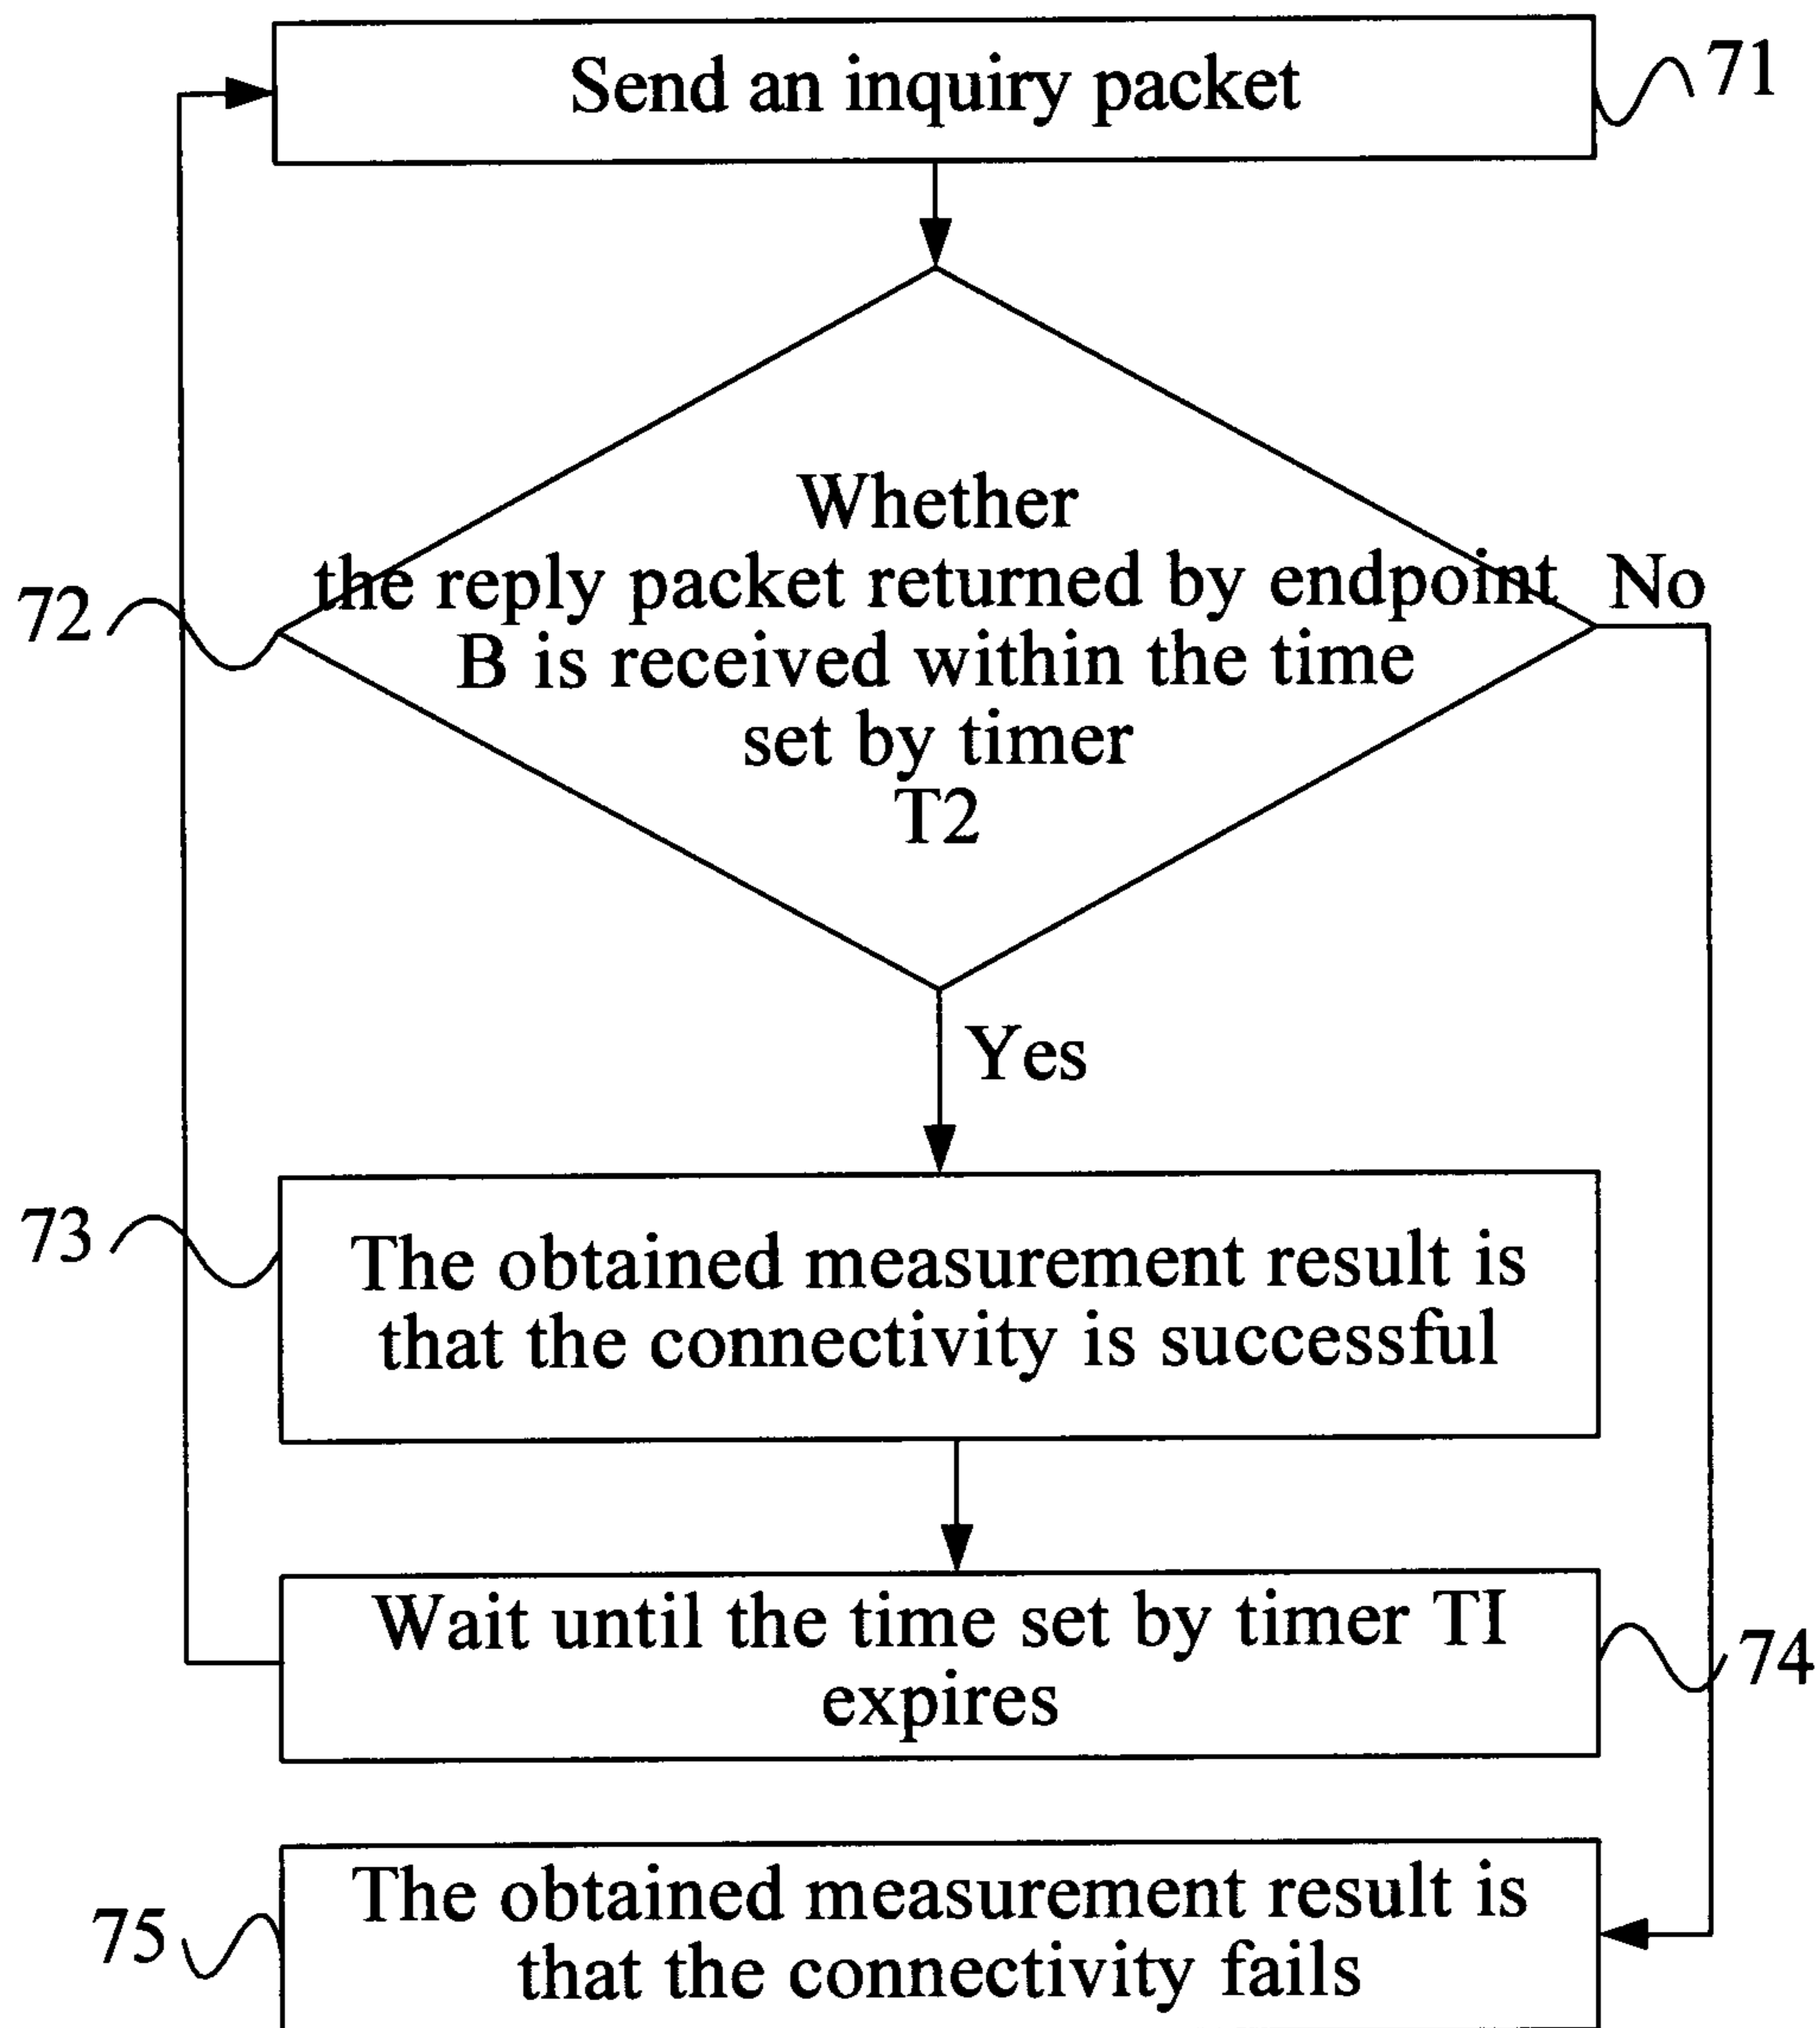 Send an inquiry packet
71
Whether
the reply packet returned by endpoint
No
72
B is received within the time
set by timer
T2
Yes
73
The obtained measurement result is
that the connectivity is successful
Wait until the time set by timer TI
expires
74
The obtained measurement result is
that the connectivity fails
75